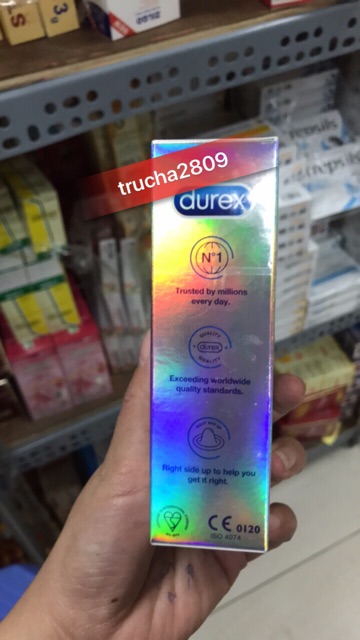 trucha2809
durex
N°1
Trusted by millions
every day.
QUALITY
durex
QUALITY
Exceeding worldwide
quality standards.
Right side up to help you
get it right.
CE 0120
ISO 4074